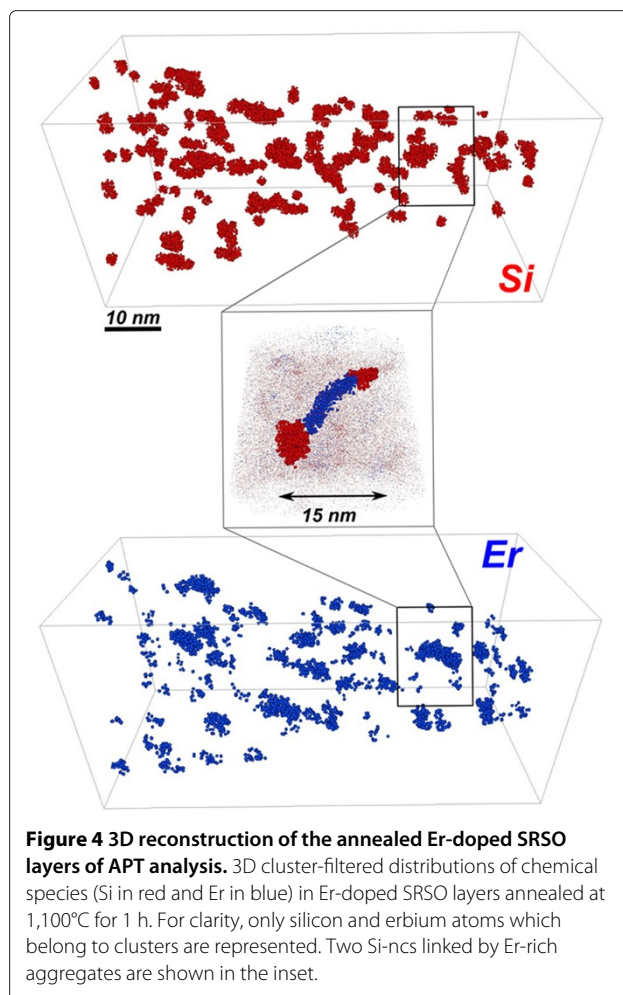 Si
10 nm
15 nm
Er
Figure 4 3D reconstruction of the annealed Er-doped SRSO
layers of APT analysis. 3D cluster-filtered distributions of chemical
species (Si in red and Er in blue) in Er-doped SRSO layers annealed at
1,100°C for 1 h. For clarity, only silicon and erbium atoms which
belong to clusters are represented. Two Si-ncs linked by Er-rich
aggregates are shown in the inset.